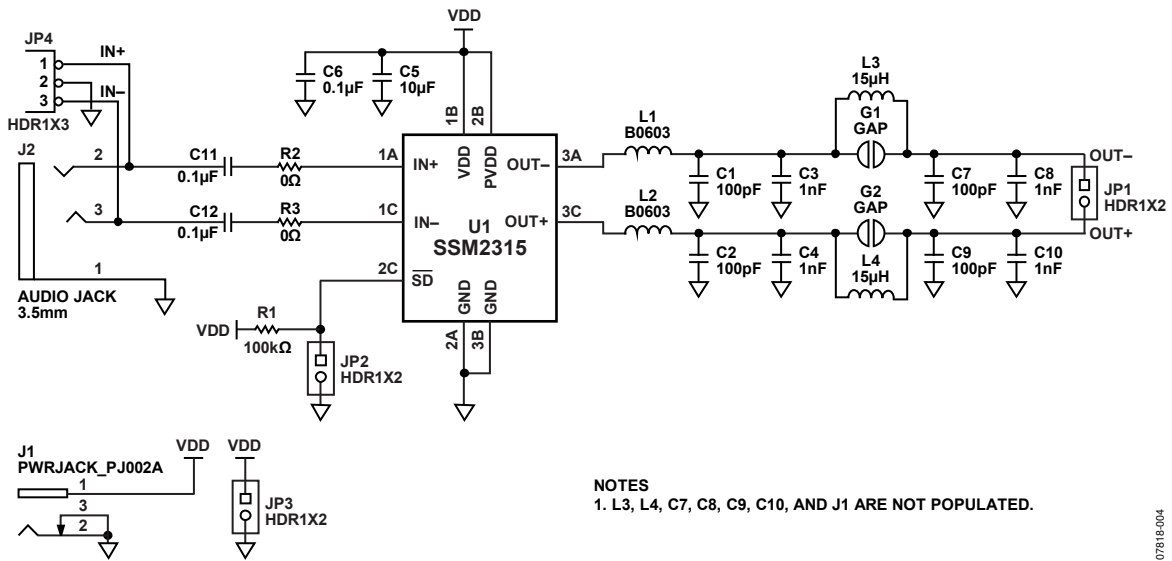 VDD
JP4
IN+
1
2
IN–
3
HDR1X3
C6
0.1µF
C5
10µF
1B
2B
L3
15µH
G1
GAP
L1
B0603
J2
2
C11
0.1µF
R2
0Ω
1A
IN+
VDD
PVDD
OUT–
3A
C1
100pF
C3
1nF
C7
100pF
C8
1nF
OUT–
JP1
HDR1X2
OUT+
3
C12
0.1µF
R3
0Ω
1C
IN–
U1
SSM2315
OUT+
3C
L2
B0603
G2
GAP
C2
100pF
C4
1nF
L4
15µH
C9
100pF
C10
1nF
1
AUDIO JACK
3.5mm
2C
SD
GND
GND
2A
3B
VDD
R1
100kΩ
JP2
HDR1X2
J1
PWRJACK_PJ002A
1
3
2
VDD
VDD
JP3
HDR1X2
NOTES
1. L3, L4, C7, C8, C9, C10, AND J1 ARE NOT POPULATED.
07818-004